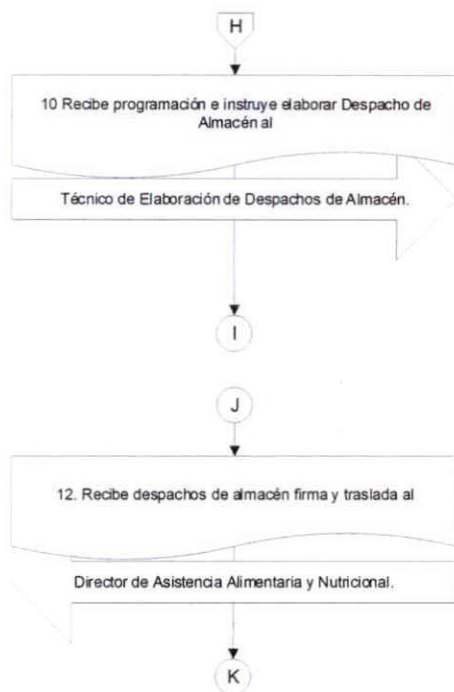 H
10 Recibe programación e instruye elaborar Despacho de
Almacén al
Técnico de Elaboración de Despachos de Almacén.
I
J
12. Recibe despachos de almacén firma y traslada al
Director de Asistencia Alimentaria y Nutricional.
K